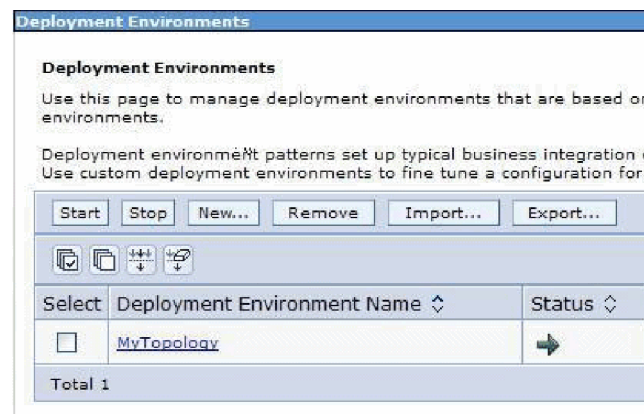 Deployment Environments
Deployment Environments
Use this page to manage deployment environments that are based on
environments.
Deployment environment patterns set up typical business integration
Use custom deployment environments to fine tune a configuration for
Start Stop New... Remove Import... Export...
Select Deployment Environment Name Status
MyTopology
Total 1